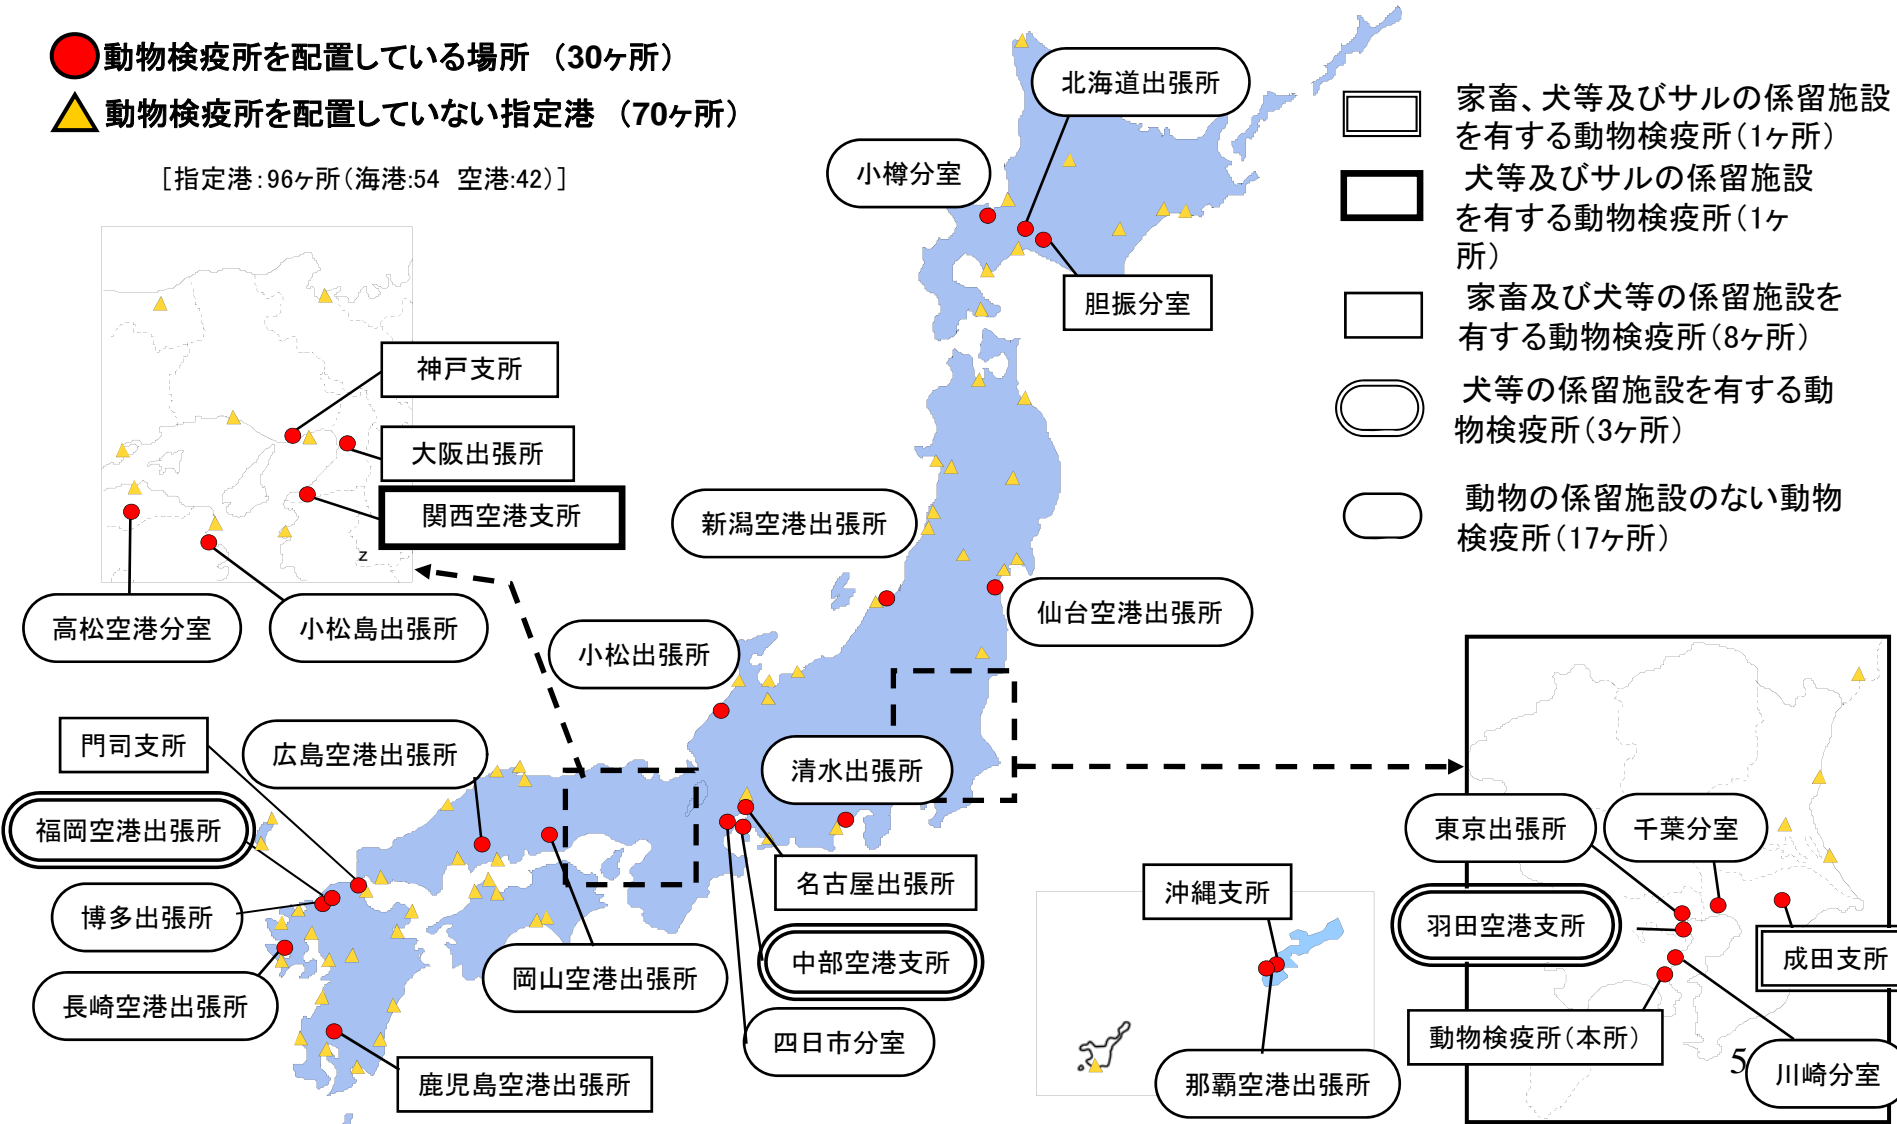 動物検疫所を配置している場所 （30ヶ所）
動物検疫所を配置していない指定港 （70ヶ所）
［指定港：96ヶ所（海港:54 空港:42）］
家畜、犬等及びサルの係留施設
を有する動物検疫所（1ヶ所）
犬等及びサルの係留施設
を有する動物検疫所（1ヶ
所）
家畜及び犬等の係留施設を
有する動物検疫所（8ヶ所）
犬等の係留施設を有する動
物検疫所（3ヶ所）
動物の係留施設のない動物
検疫所（17ヶ所）
北海道出張所
小樽分室
胆振分室
神戸支所
大阪出張所
関西空港支所
z
高松空港分室
小松島出張所
新潟空港出張所
仙台空港出張所
小松出張所
門司支所
広島空港出張所
清水出張所
福岡空港出張所
博多出張所
長崎空港出張所
鹿児島空港出張所
岡山空港出張所
名古屋出張所
中部空港支所
四日市分室
沖縄支所
那覇空港出張所
東京出張所
千葉分室
羽田空港支所
成田支所
動物検疫所（本所）
川崎分室
5